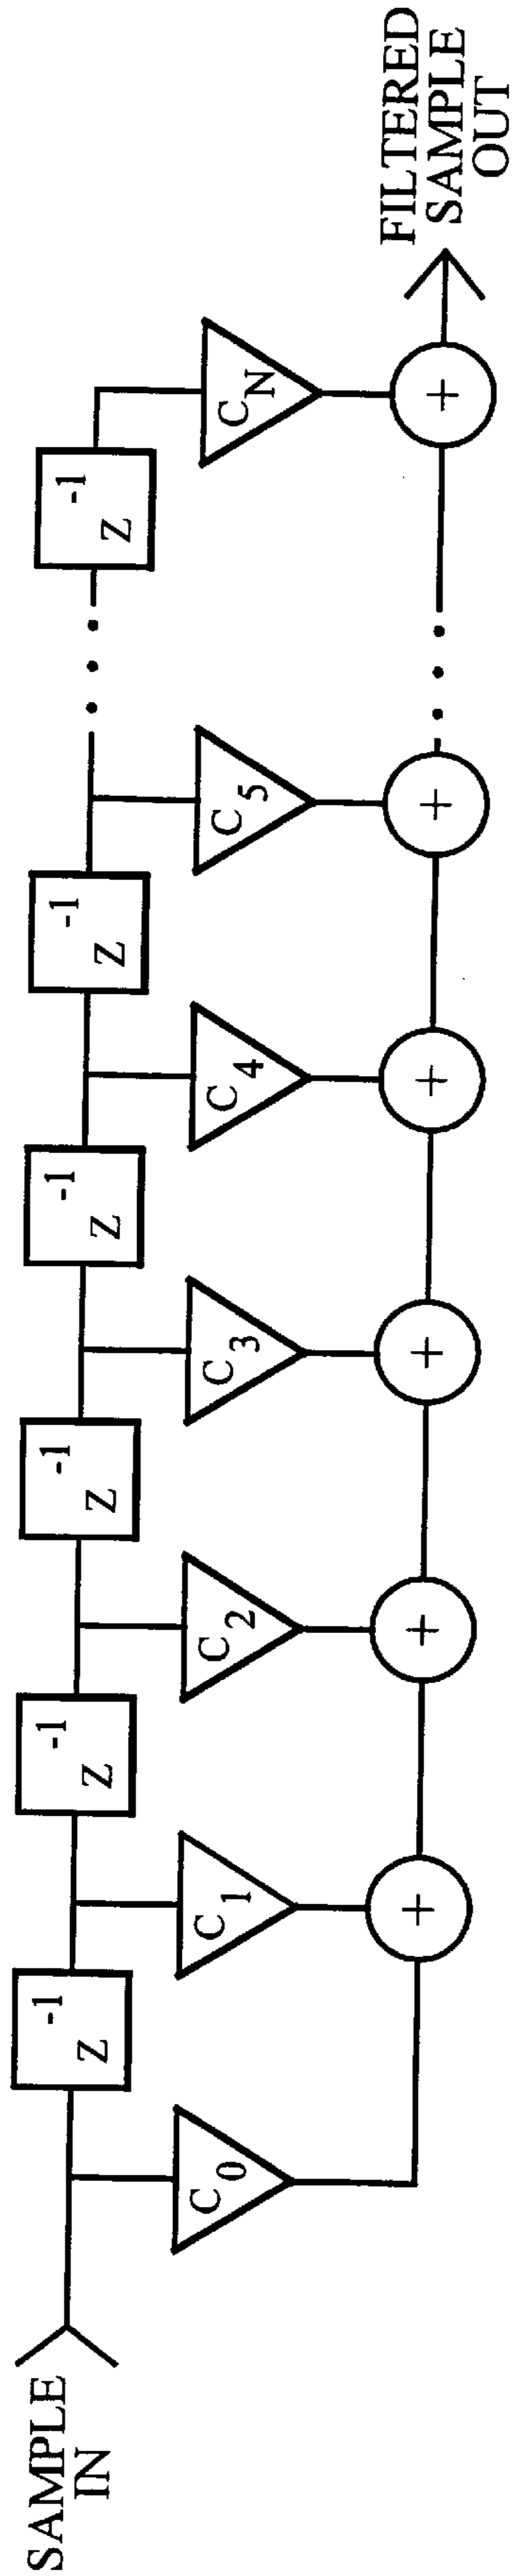 SAMPLE
IN
z-1
z-1
z-1
z-1
z-1
z-1
C0
C1
C2
C3
C4
C5
CN
+
+
+
+
+
+
FILTERED
SAMPLE
OUT